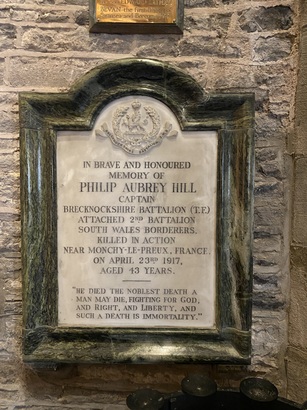 IN BRAVE AND HONOURED
MEMORY OF
PHILIP AUBREY HILL
CAPTAIN
BRECKNOCKSHIRE BATTALION (T.F.)
ATTACHED 2ND BATTALION
SOUTH WALES BORDERERS.
KILLED IN ACTION
NEAR MONCHY-LE-PREUX, FRANCE,
ON APRIL 23RD 1917,
AGED 43 YEARS.
"HE DIED THE NOBLEST DEATH A
MAN MAY DIE, FIGHTING FOR GOD,
AND RIGHT, AND LIBERTY, AND
SUCH A DEATH IS IMMORTALITY."